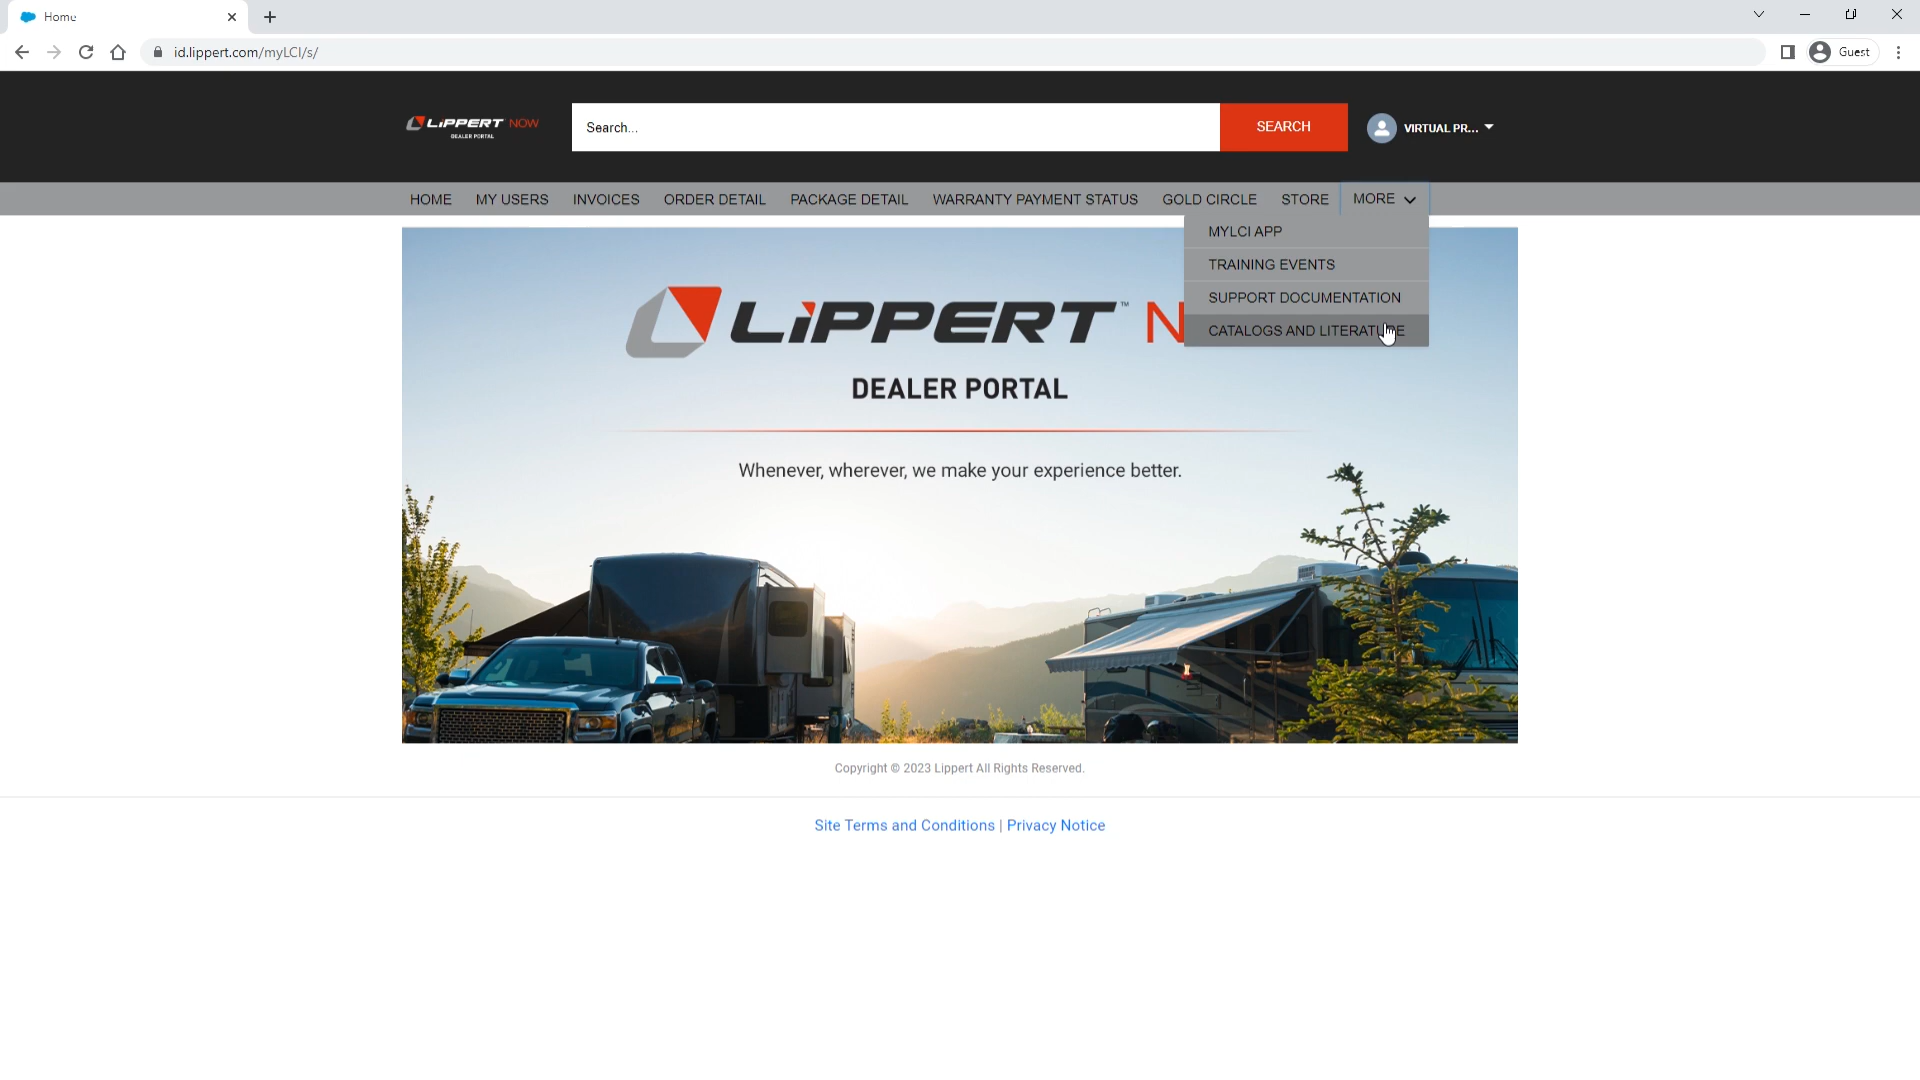 Home
id.lippert.com/myLCI/s/
Guest
LIPPERT NOW
DEALER PORTAL
Search...
SEARCH
VIRTUAL PR...
HOME MY USERS INVOICES ORDER DETAIL PACKAGE DETAIL WARRANTY PAYMENT STATUS GOLD CIRCLE STORE MORE
MYLCI APP
TRAINING EVENTS
SUPPORT DOCUMENTATION
CATALOGS AND LITERATURE
LIPPERT™ N
DEALER PORTAL
Whenever, wherever, we make your experience better.
Copyright © 2023 Lippert All Rights Reserved.
Site Terms and Conditions | Privacy Notice